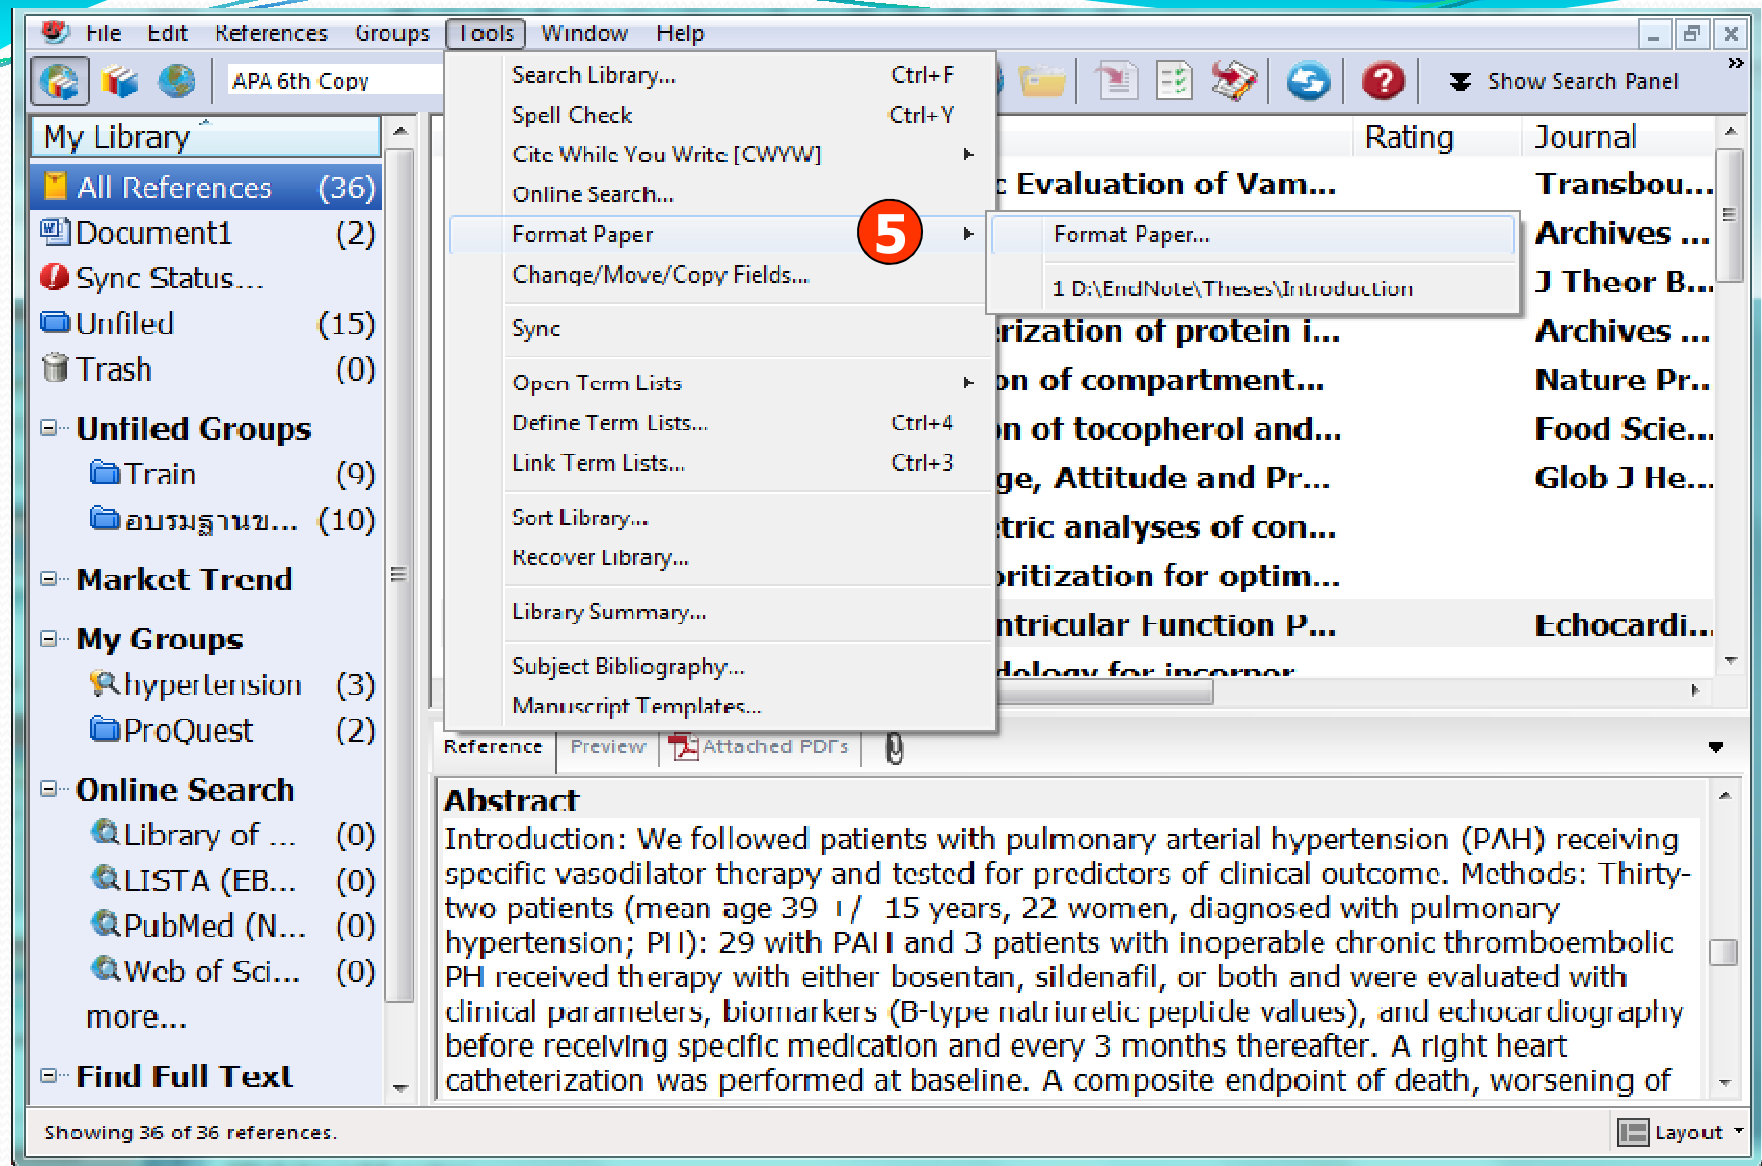 File Edit References Groups Tools Window Help
APA 6th Copy
Show Search Panel
My Library
All References (36)
Document1 (2)
Sync Status...
Unfiled (15)
Trash (0)
Unfiled Groups
Train (9)
อบรมฐานข... (10)
Market Trend
My Groups
hypertension (3)
ProQuest (2)
Online Search
Library of ... (0)
LISTA (EB... (0)
PubMed (N... (0)
Web of Sci... (0)
more...
Find Full Text
Search Library... Ctrl+F
Spell Check Ctrl+Y
Cite While You Write [CWYW]
Online Search...
Format Paper 5
Change/Move/Copy Fields...
Sync
Open Term Lists
Define Term Lists... Ctrl+4
Link Term Lists... Ctrl+3
Sort Library...
Recover Library...
Library Summary...
Subject Bibliography...
Manuscript Templates...
Format Paper...
1 D:\EndNote\Theses\Introduction
Rating Journal
c Evaluation of Vam... Transbou...
Archives ...
J Theor B...
rization of protein i... Archives ...
on of compartment... Nature Pr..
n of tocopherol and... Food Scie...
ge, Attitude and Pr... Glob J He...
tric analyses of con...
oritization for optim...
ntricular Function P... Echocardi...
dology for incorpor
Reference Preview Attached PDFs
Abstract
Introduction: We followed patients with pulmonary arterial hypertension (PAH) receiving
specific vasodilator therapy and tested for predictors of clinical outcome. Methods: Thirty-
two patients (mean age 39 +/- 15 years, 22 women, diagnosed with pulmonary
hypertension; PH): 29 with PAH and 3 patients with inoperable chronic thromboembolic
PH received therapy with either bosentan, sildenafil, or both and were evaluated with
clinical parameters, biomarkers (B-type natriuretic peptide values), and echocardiography
before receiving specific medication and every 3 months thereafter. A right heart
catheterization was performed at baseline. A composite endpoint of death, worsening of
Showing 36 of 36 references.
Layout